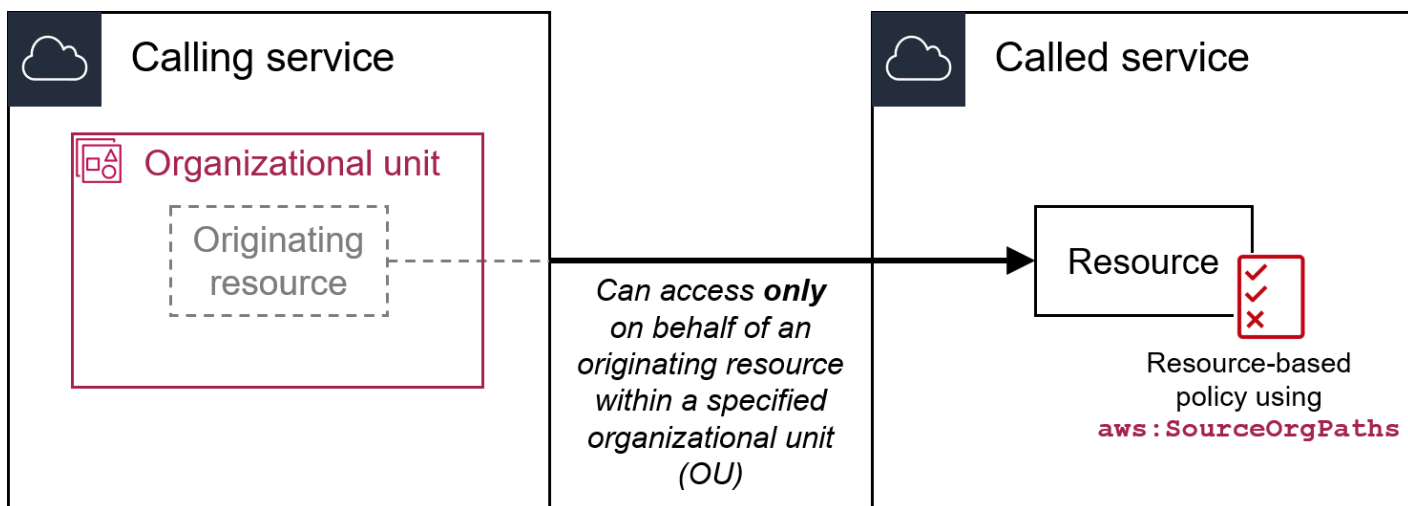 Calling service
Organizational unit
Originating
resource
Can access only
on behalf of an
originating resource
within a specified
organizational unit
(OU)
Called service
Resource
Resource-based
policy using
aws:SourceOrgPaths